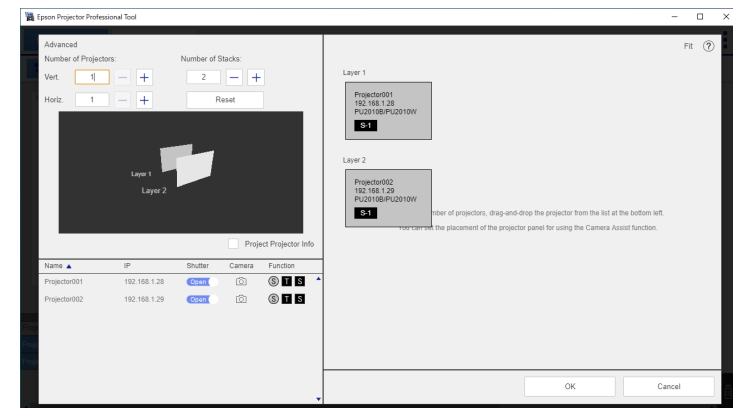 Epson Projector Professional Tool
Advanced
Number of Projectors:
Number of Stacks:
Vert.
1
2
Horiz.
1
Reset
Layer 1
Layer 2
Project Projector Info
Name IP Shutter Camera Function
Projector001 192.168.1.28 Open S T S
Projector002 192.168.1.29 Open S T S
Fit ?
Layer 1
Projector001
192.168.1.28
PU2010B/PU2010W
S-1
Layer 2
Projector002
192.168.1.29
PU2010B/PU2010W
S-1
mber of projectors, drag-and-drop the projector from the list at the bottom left.
You can set the placement of the projector panel for using the Camera Assist function.
OK
Cancel